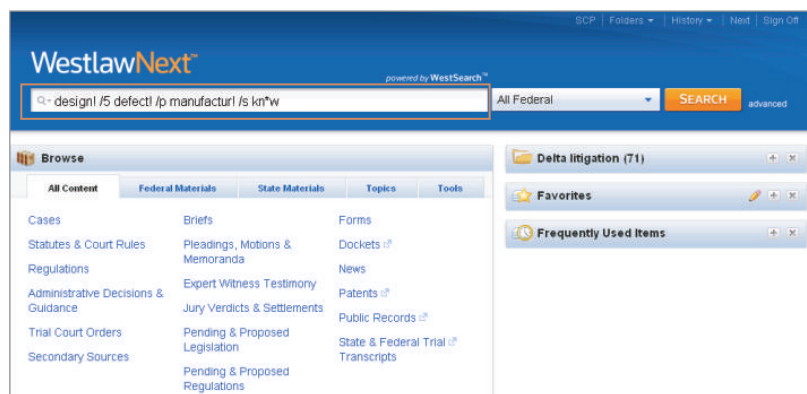 SCP | Folders | History | Next | Sign Off
WestlawNext™
powered by WestSearch™
design! /5 defect! /p manufactur! /s kn*w
All Federal
SEARCH
advanced
Browse
All Content
Federal Materials
State Materials
Topics
Tools
Cases
Statutes & Court Rules
Regulations
Administrative Decisions &
Guidance
Trial Court Orders
Secondary Sources
Briefs
Pleadings, Motions &
Memoranda
Expert Witness Testimony
Jury Verdicts & Settlements
Pending & Proposed
Legislation
Pending & Proposed
Regulations
Forms
Dockets
News
Patents
Public Records
State & Federal Trial
Transcripts
Delta litigation (71)
Favorites
Frequently Used Items